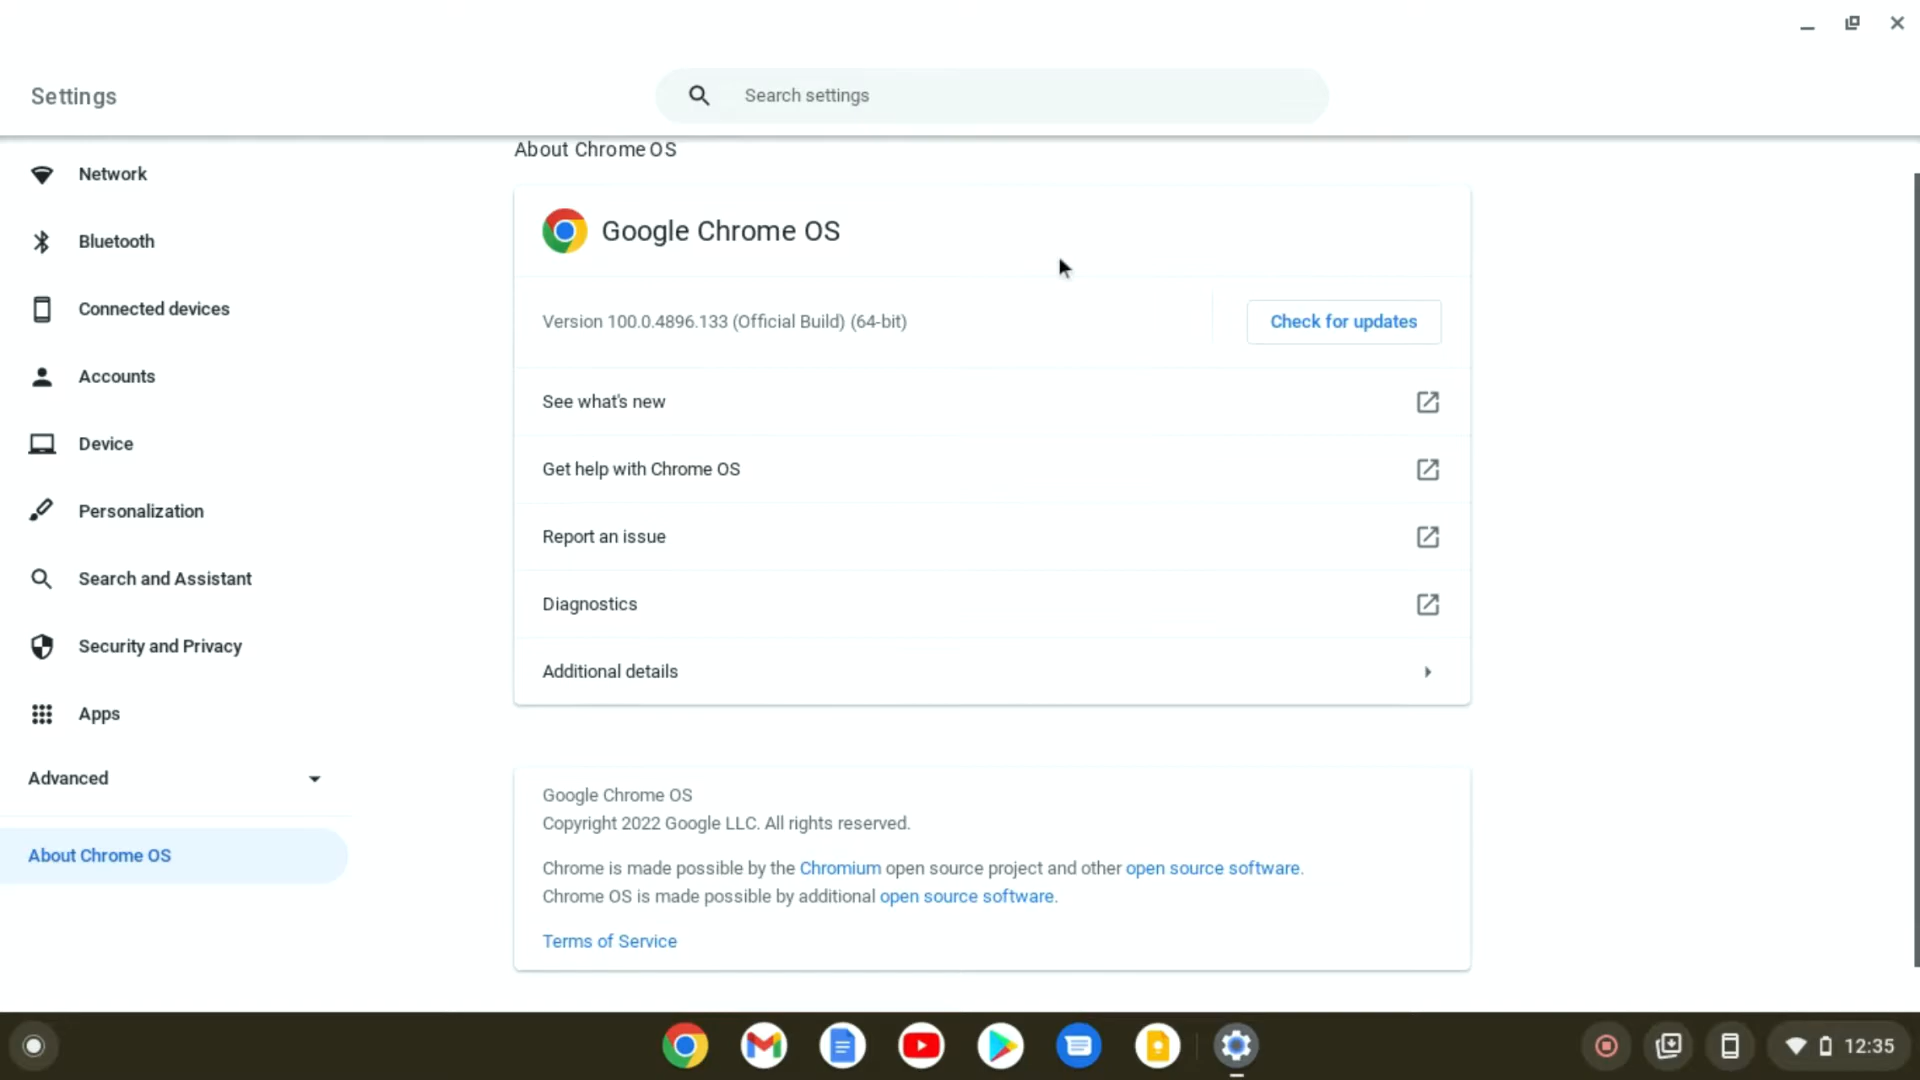 Settings
Search settings
Network
Bluetooth
Connected devices
Accounts
Device
Personalization
Search and Assistant
Security and Privacy
Apps
Advanced
About Chrome OS
About Chrome OS
Google Chrome OS
Version 100.0.4896.133 (Official Build) (64-bit)
Check for updates
See what's new
Get help with Chrome OS
Report an issue
Diagnostics
Additional details
Google Chrome OS
Copyright 2022 Google LLC. All rights reserved.
Chrome is made possible by the Chromium open source project and other open source software.
Chrome OS is made possible by additional open source software.
Terms of Service
12:35